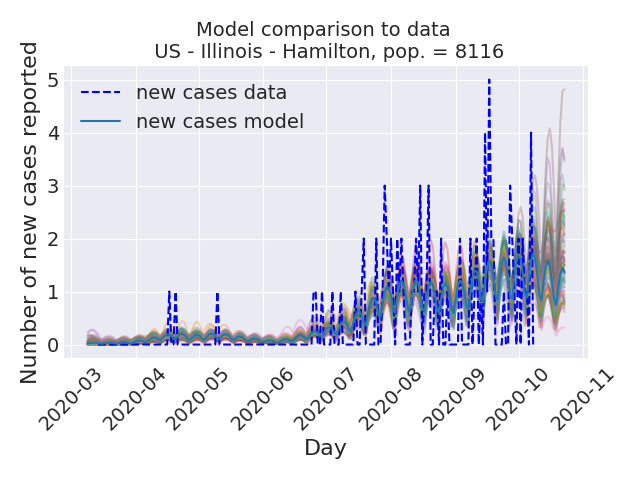 Model comparison to data
US - Illinois - Hamilton, pop. = 8116
new cases data
new cases model
Number of new cases reported
5
4
3
2
1
0
2020-03
2020-04
2020-05
2020-06
2020-07
2020-08
2020-09
2020-10
2020-11
Day